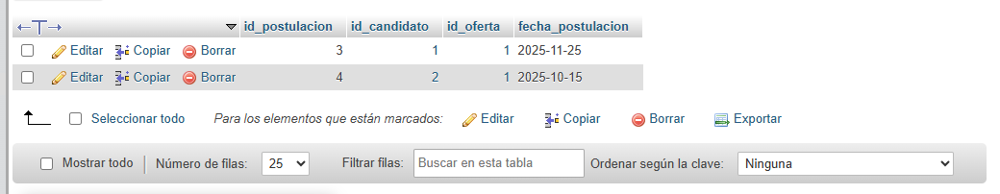 id_postulacion id_candidato id_oferta fecha_postulacion
Editar Copiar Borrar 3 1 1 2025-11-25
Editar Copiar Borrar 4 2 1 2025-10-15
Seleccionar todo Para los elementos que están marcados: Editar Copiar Borrar Exportar
Mostrar todo Número de filas: 25 Filtrar filas: Buscar en esta tabla Ordenar según la clave: Ninguna